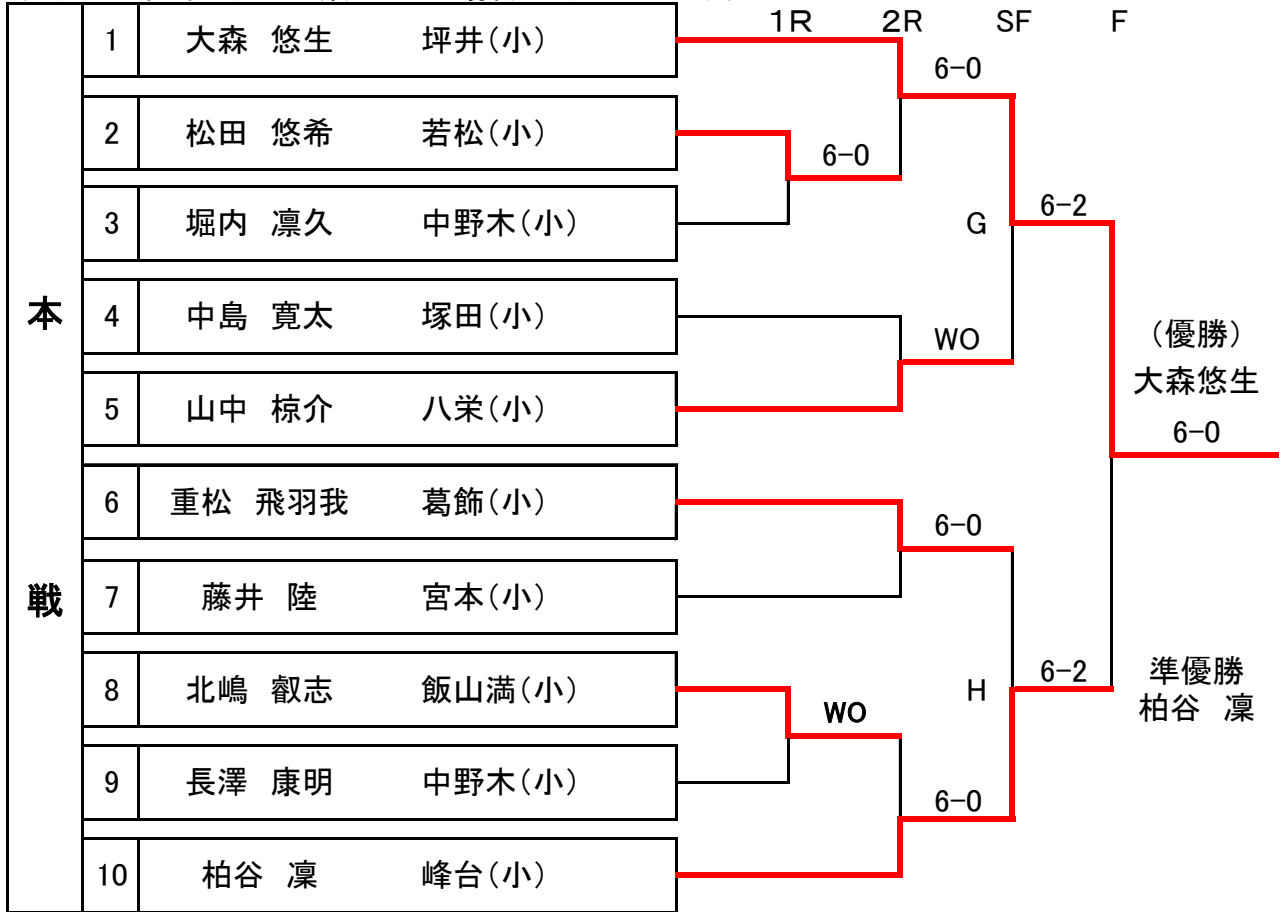 1R 2R SF F
本戦
1 大森 悠生 坪井(小)
2 松田 悠希 若松(小)
3 堀内 凛久 中野木(小)
4 中島 寛太 塚田(小)
5 山中 椋介 八栄(小)
6 重松 飛羽我 葛飾(小)
7 藤井 陸 宮本(小)
8 北嶋 叡志 飯山満(小)
9 長澤 康明 中野木(小)
10 柏谷 凜 峰台(小)
6-0
WO
6-0
WO
6-0
6-0
G
6-2
H
6-2
(優勝)
大森悠生
6-0
準優勝
柏谷 凜